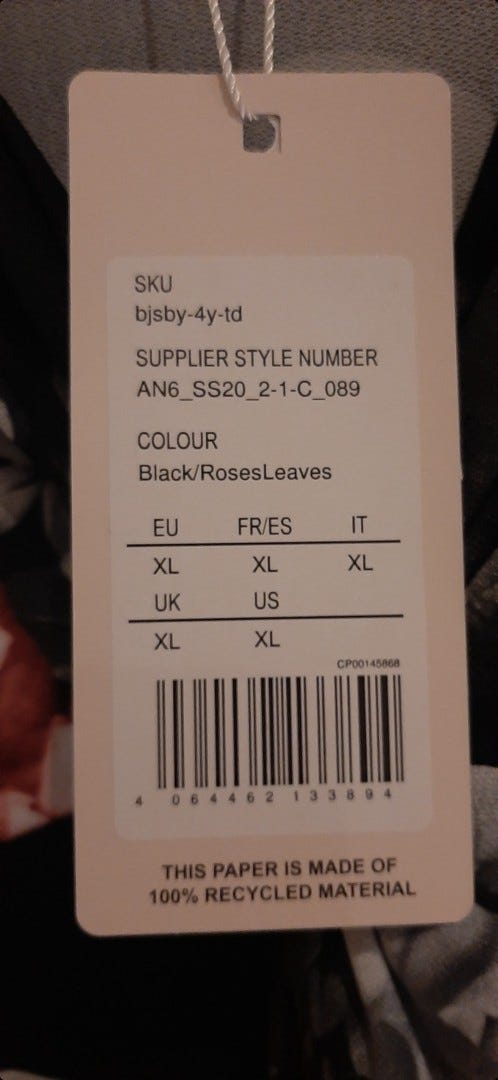 SKU
bjsby-4y-td
SUPPLIER STYLE NUMBER
AN6_SS20_2-1-C_089
COLOUR
Black/RosesLeaves
EU FR/ES IT
XL XL XL
UK US
XL XL
CP00145868
4 064462 133894
THIS PAPER IS MADE OF
100% RECYCLED MATERIAL